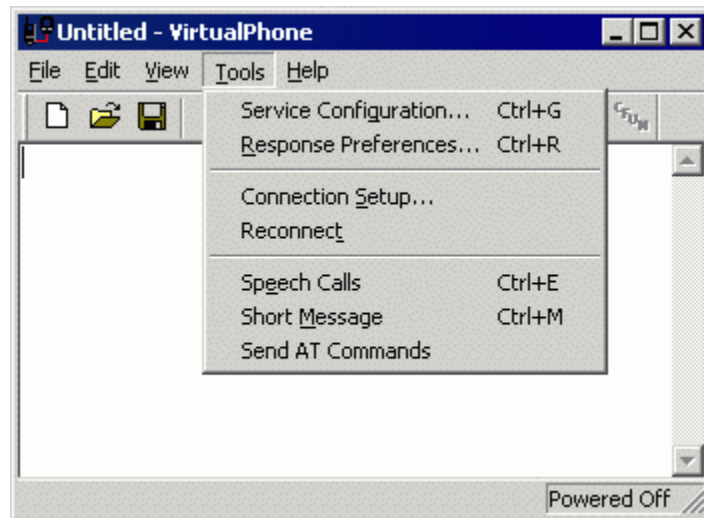 Untitled - VirtualPhone
File Edit View Tools Help
Service Configuration... Ctrl+G
CFUN
Response Preferences... Ctrl+R
Connection Setup...
Reconnect
Speech Calls Ctrl+E
Short Message Ctrl+M
Send AT Commands
Powered Off